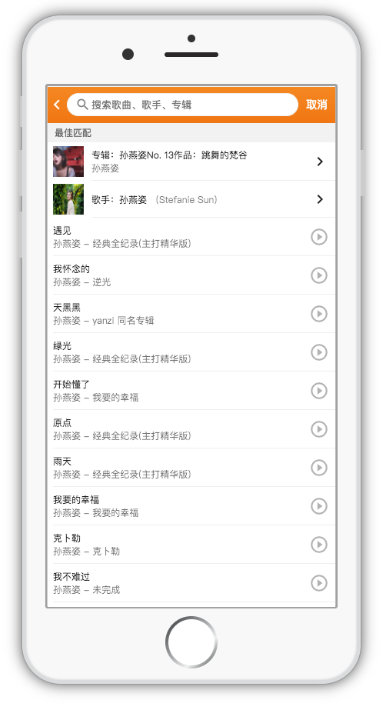 搜索歌曲、歌手、专辑
取消
最佳匹配
专辑：孙燕姿No. 13作品：跳舞的梵谷
孙燕姿
歌手：孙燕姿 （Stefanie Sun）
遇见
孙燕姿 – 经典全纪录(主打精华版)
我怀念的
孙燕姿 – 逆光
天黑黑
孙燕姿 – yanzi 同名专辑
绿光
孙燕姿 – 经典全纪录(主打精华版)
开始懂了
孙燕姿 – 我要的幸福
原点
孙燕姿 – 经典全纪录(主打精华版)
雨天
孙燕姿 – 经典全纪录(主打精华版)
我要的幸福
孙燕姿 – 我要的幸福
克卜勒
孙燕姿 – 克卜勒
我不难过
孙燕姿 – 未完成